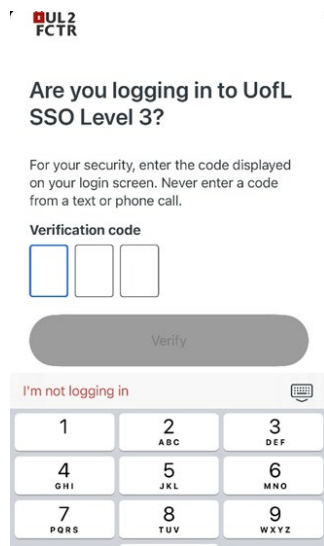 UL2
FCTR
Are you logging in to UofL
SSO Level 3?
For your security, enter the code displayed
on your login screen. Never enter a code
from a text or phone call.
Verification code
Verify
I'm not logging in
1
2
ABC
3
DEF
4
GHI
5
JKL
6
MNO
7
PQRS
8
TUV
9
WXYZ